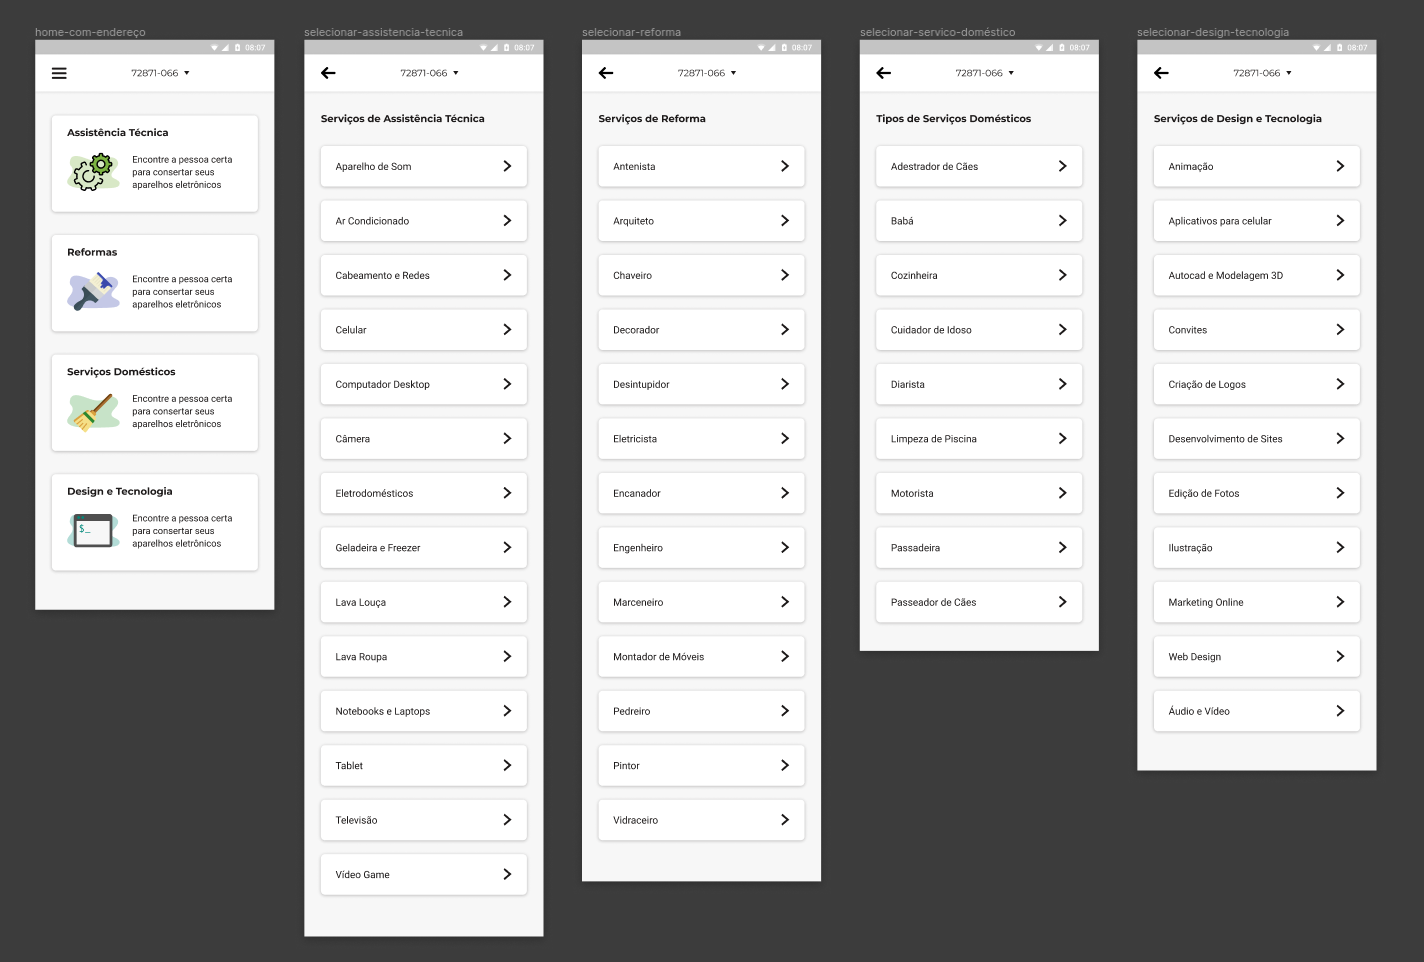 home-com-endereço
08:07
72871-066
Assistência Técnica
Encontre a pessoa certa
para consertar seus
aparelhos eletrônicos
Reformas
Encontre a pessoa certa
para consertar seus
aparelhos eletrônicos
Serviços Domésticos
Encontre a pessoa certa
para consertar seus
aparelhos eletrônicos
Design e Tecnologia
$_
Encontre a pessoa certa
para consertar seus
aparelhos eletrônicos
selecionar-assistencia-tecnica
08:07
72871-066
Serviços de Assistência Técnica
Aparelho de Som
Ar Condicionado
Cabeamento e Redes
Celular
Computador Desktop
Câmera
Eletrodomésticos
Geladeira e Freezer
Lava Louça
Lava Roupa
Notebooks e Laptops
Tablet
Televisão
Vídeo Game
selecionar-reforma
08:07
72871-066
Serviços de Reforma
Antenista
Arquiteto
Chaveiro
Decorador
Desintupidor
Eletricista
Encanador
Engenheiro
Marceneiro
Montador de Móveis
Pedreiro
Pintor
Vidraceiro
selecionar-servico-doméstico
08:07
72871-066
Tipos de Serviços Domésticos
Adestrador de Cães
Babá
Cozinheira
Cuidador de Idoso
Diarista
Limpeza de Piscina
Motorista
Passadeira
Passeador de Cães
selecionar-design-tecnologia
08:07
72871-066
Serviços de Design e Tecnologia
Animação
Aplicativos para celular
Autocad e Modelagem 3D
Convites
Criação de Logos
Desenvolvimento de Sites
Edição de Fotos
Ilustração
Marketing Online
Web Design
Áudio e Vídeo